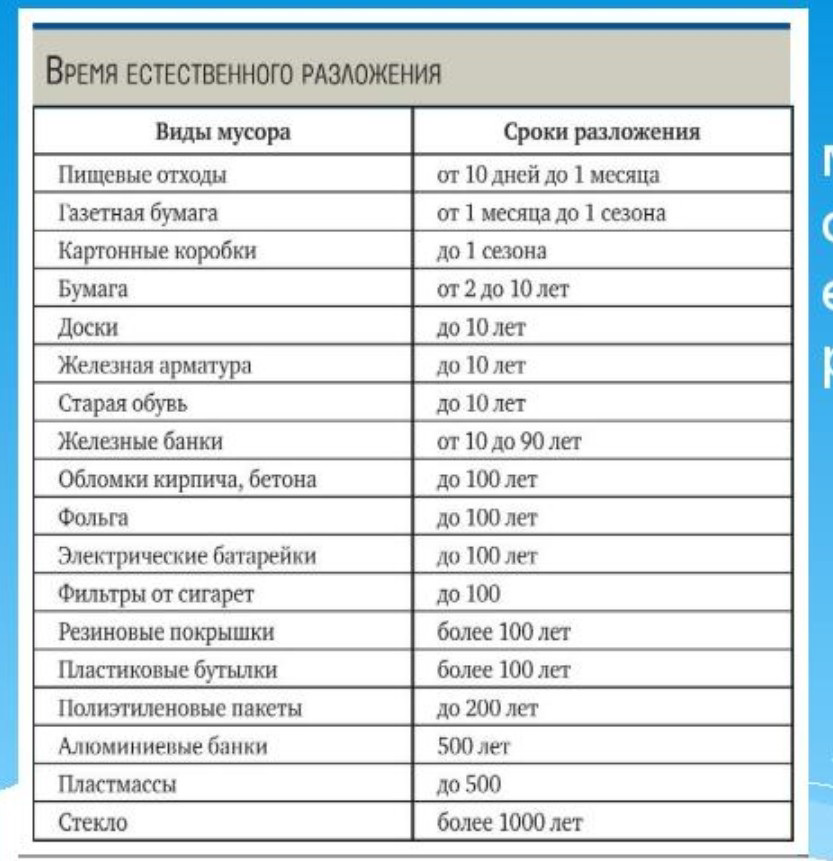 Время естественного разложения
Виды мусора Сроки разложения
Пищевые отходы от 10 дней до 1 месяца
Газетная бумага от 1 месяца до 1 сезона
Картонные коробки до 1 сезона
Бумага от 2 до 10 лет
Доски до 10 лет
Железная арматура до 10 лет
Старая обувь до 10 лет
Железные банки от 10 до 90 лет
Обломки кирпича, бетона до 100 лет
Фольга до 100 лет
Электрические батарейки до 100 лет
Фильтры от сигарет до 100
Резиновые покрышки более 100 лет
Пластиковые бутылки более 100 лет
Полиэтиленовые пакеты до 200 лет
Алюминиевые банки 500 лет
Пластмассы до 500
Стекло более 1000 лет